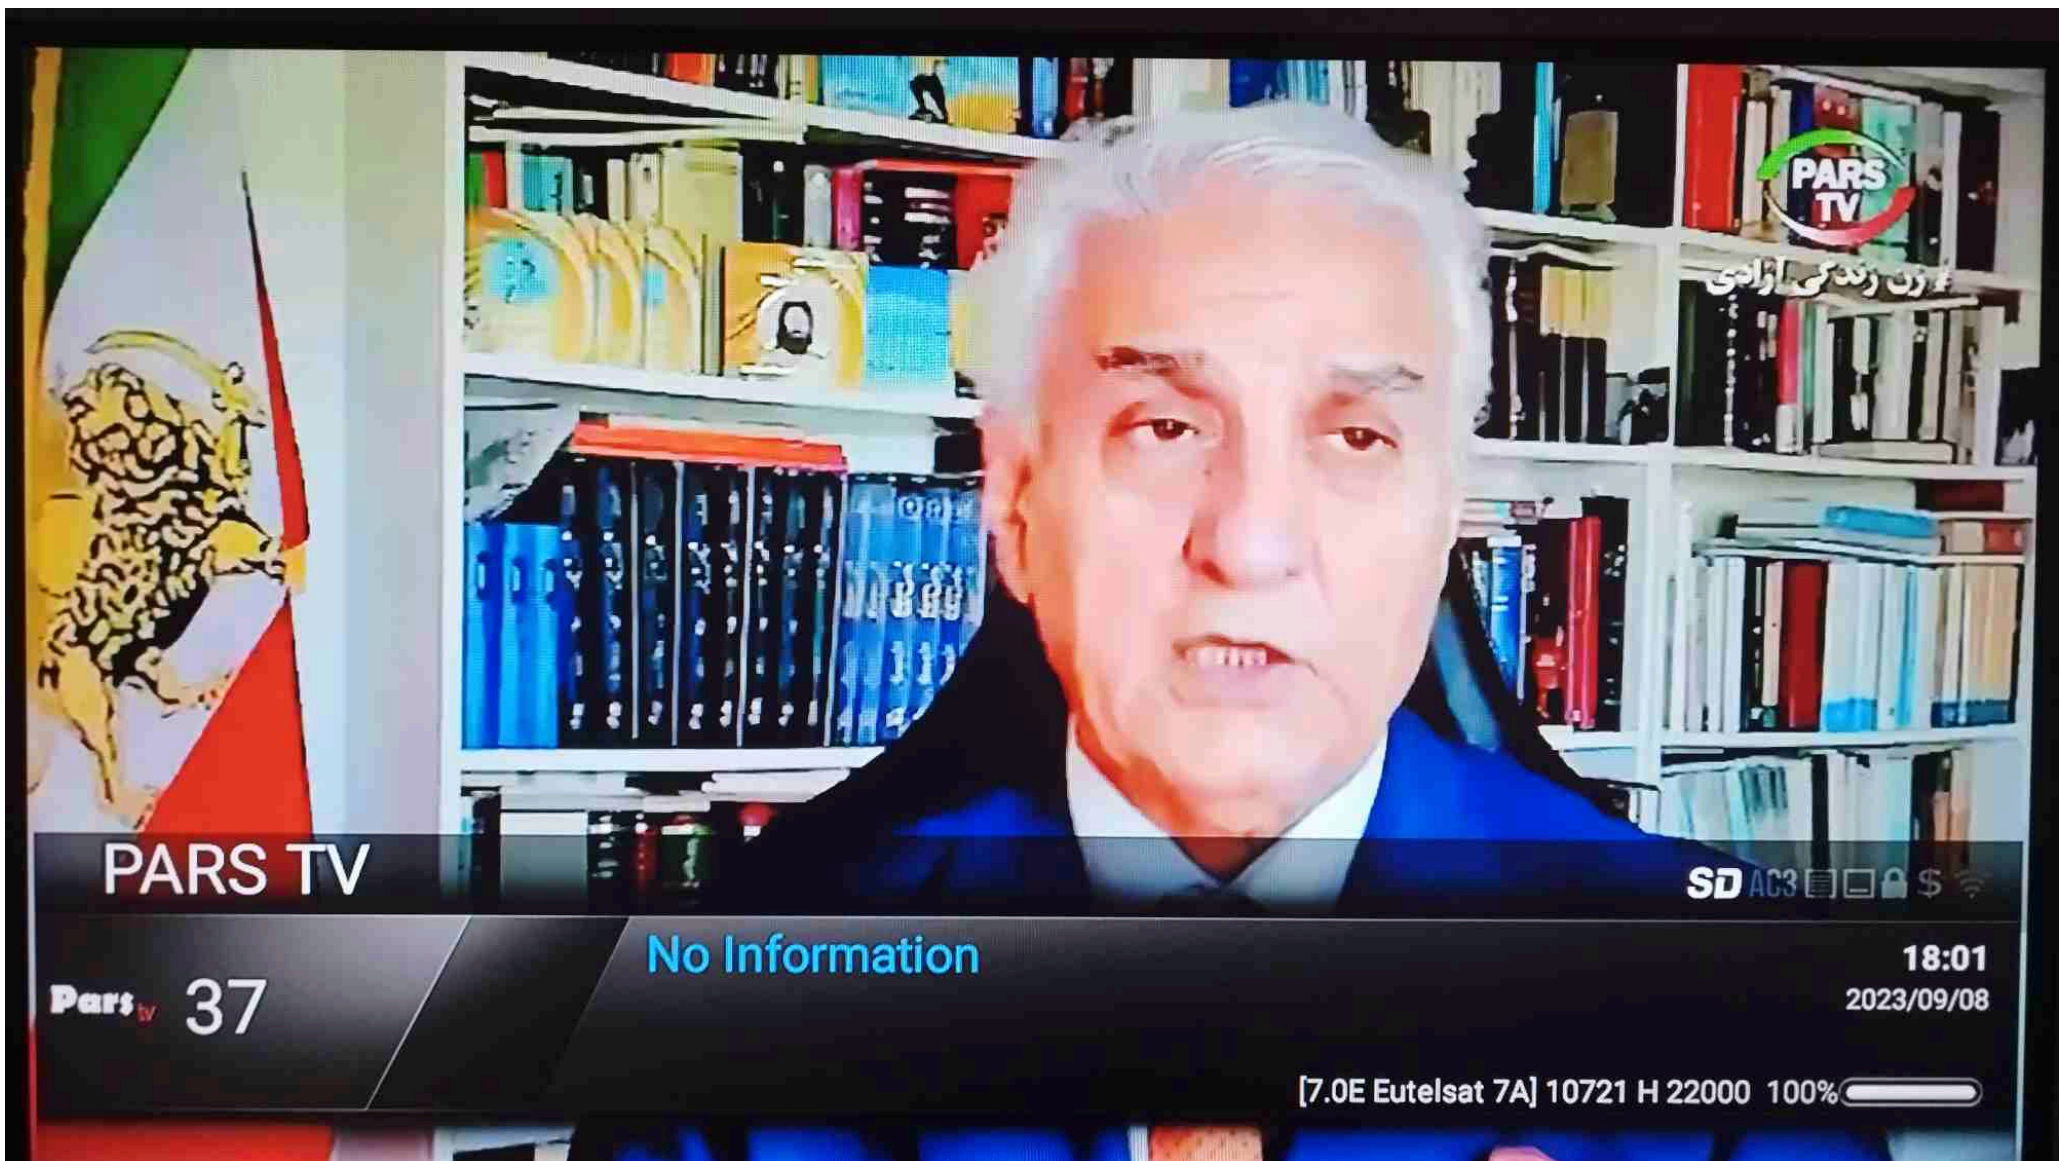 PARS
TV
# زن زندگی آزادی
PARS TV
SD AC3 $
No Information
18:01
Pars tv 37
2023/09/08
[7.0E Eutelsat 7A] 10721 H 22000 100%